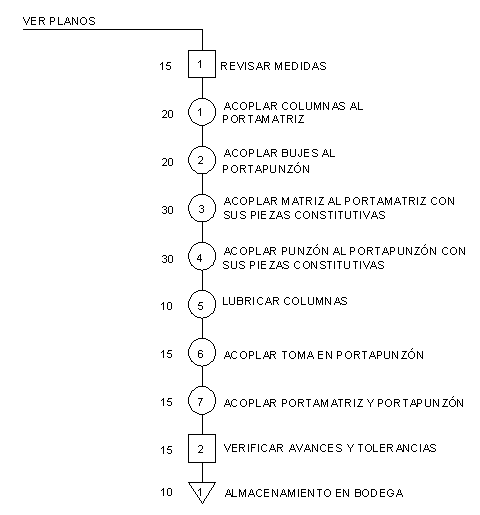 VER PLANOS
15 1 REVISAR MEDIDAS
20 1 ACOPLAR COLUMNAS AL
PORTAMATRIZ
20 2 ACOPLAR BUJES AL
PORTAPUNZÓN
30 3 ACOPLAR MATRIZ AL PORTAMATRIZ CON
SUS PIEZAS CONSTITUTIVAS
30 4 ACOPLAR PUNZÓN AL PORTAPUNZÓN CON
SUS PIEZAS CONSTITUTIVAS
10 5 LUBRICAR COLUMNAS
15 6 ACOPLAR TOMA EN PORTAPUNZÓN
15 7 ACOPLAR PORTAMATRIZ Y PORTAPUNZÓN
15 2 VERIFICAR AVANCES Y TOLERANCIAS
10 1 ALMACENAMIENTO EN BODEGA